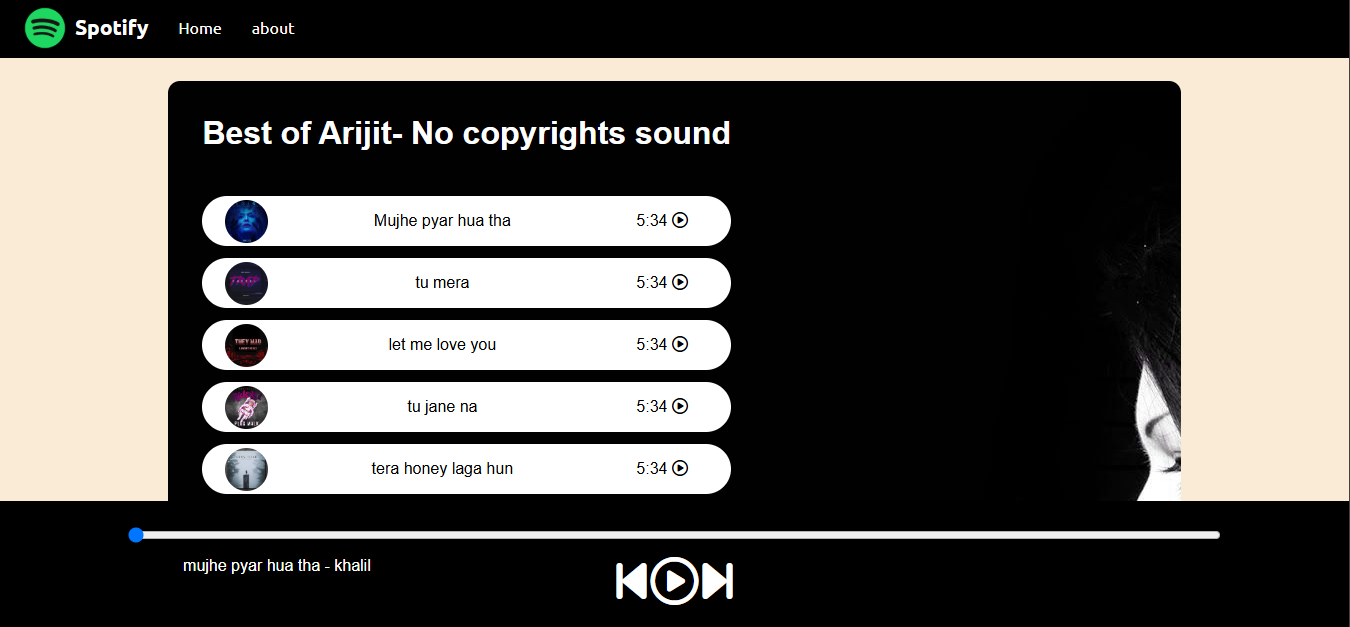 Spotify Home about
Best of Arijit- No copyrights sound
Mujhe pyar hua tha 5:34
tu mera 5:34
let me love you 5:34
tu jane na 5:34
tera honey laga hun 5:34
mujhe pyar hua tha - khalil